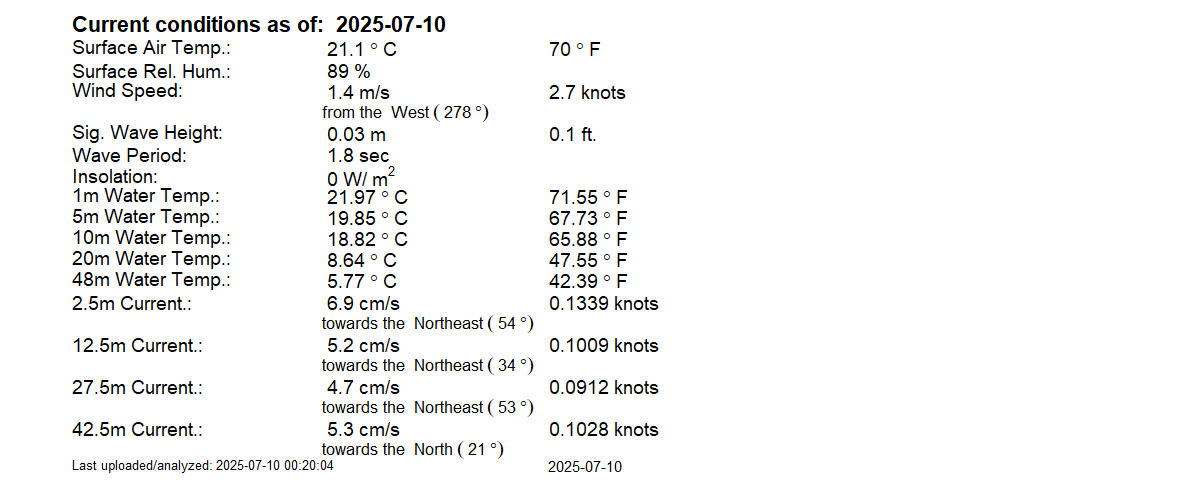 Current conditions as of: 2025-07-10
Surface Air Temp.: 21.1 ° C 70 ° F
Surface Rel. Hum.: 89 %
Wind Speed: 1.4 m/s 2.7 knots
from the West ( 278 °)
Sig. Wave Height: 0.03 m 0.1 ft.
Wave Period: 1.8 sec
Insolation: 0 W/ m²
1m Water Temp.: 21.97 ° C 71.55 ° F
5m Water Temp.: 19.85 ° C 67.73 ° F
10m Water Temp.: 18.82 ° C 65.88 ° F
20m Water Temp.: 8.64 ° C 47.55 ° F
48m Water Temp.: 5.77 ° C 42.39 ° F
2.5m Current.: 6.9 cm/s 0.1339 knots
towards the Northeast ( 54 °)
12.5m Current.: 5.2 cm/s 0.1009 knots
towards the Northeast ( 34 °)
27.5m Current.: 4.7 cm/s 0.0912 knots
towards the Northeast ( 53 °)
42.5m Current.: 5.3 cm/s 0.1028 knots
towards the North ( 21 °)
Last uploaded/analyzed: 2025-07-10 00:20:04 2025-07-10